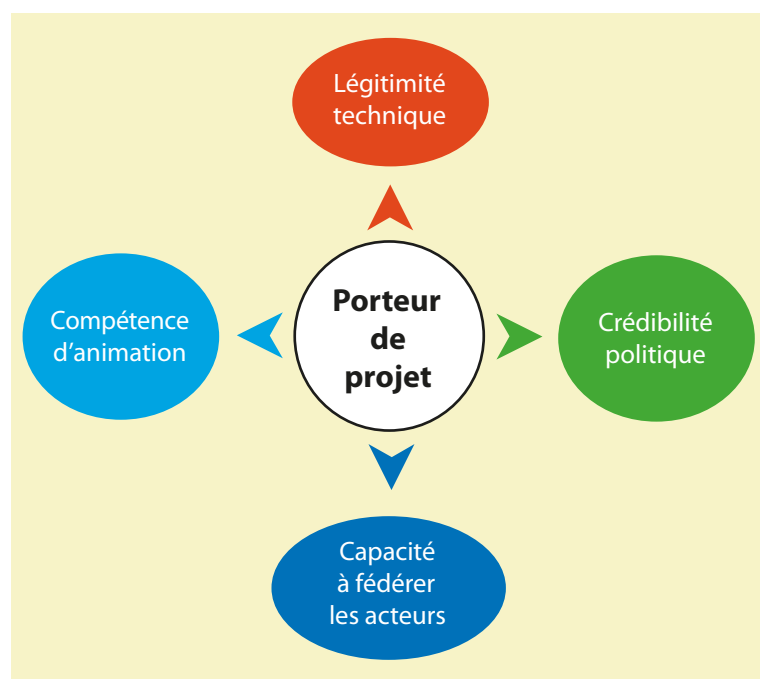 Légitimité
technique
Compétence
d’animation
Porteur
de
projet
Crédibilité
politique
Capacité
à fédérer
les acteurs